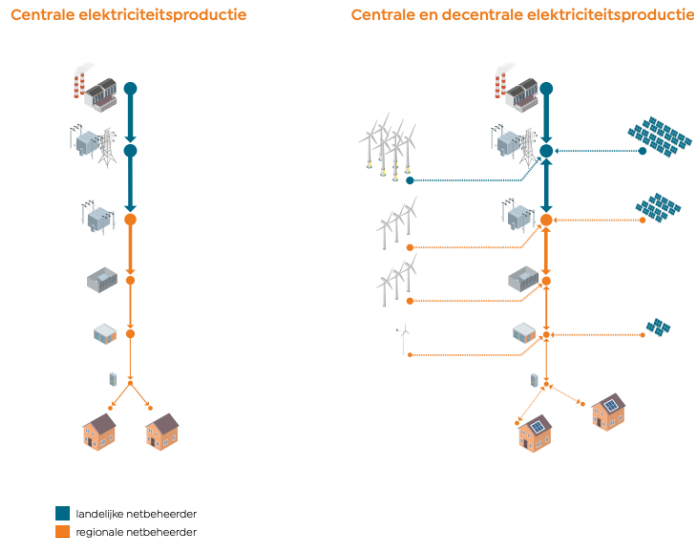 Centrale elektriciteitsproductie
Centrale en decentrale elektriciteitsproductie
landelijke netbeheerder
regionale netbeheerder